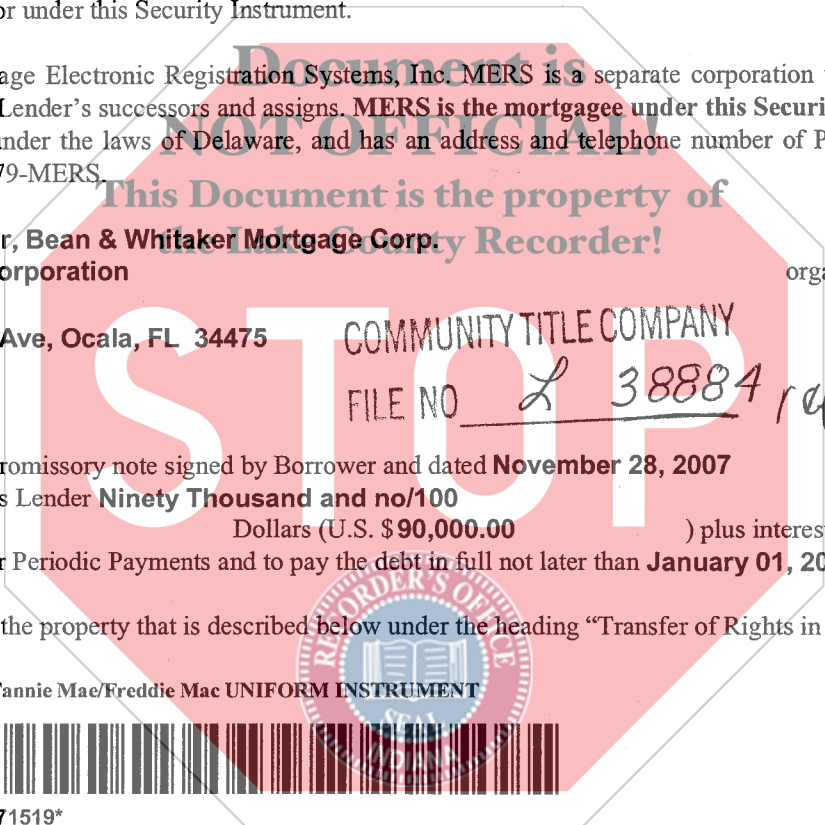 or under this Security Instrument.
Document is
age Electronic Registration Systems, Inc. MERS is a separate corporation
Lender's successors and assigns. MERS is the mortgagee under this Securi
NOT OFFICIAL!
under the laws of Delaware, and has an address and telephone number of P
79-MERS.
This Document is the property of
the Lake County Recorder!
r, Bean & Whitaker Mortgage Corp.
orporation orga
Ave, Ocala, FL 34475
COMMUNITY TITLE COMPANY
FILE NO L 38884
STOP
romissory note signed by Borrower and dated November 28, 2007
s Lender Ninety Thousand and no/100
Dollars (U.S. $ 90,000.00 ) plus interes
r Periodic Payments and to pay the debt in full not later than January 01, 20
the property that is described below under the heading “Transfer of Rights in
Fannie Mae/Freddie Mac UNIFORM INSTRUMENT
RECORDER'S OFFICE
SEAL
INDIANA
71519*